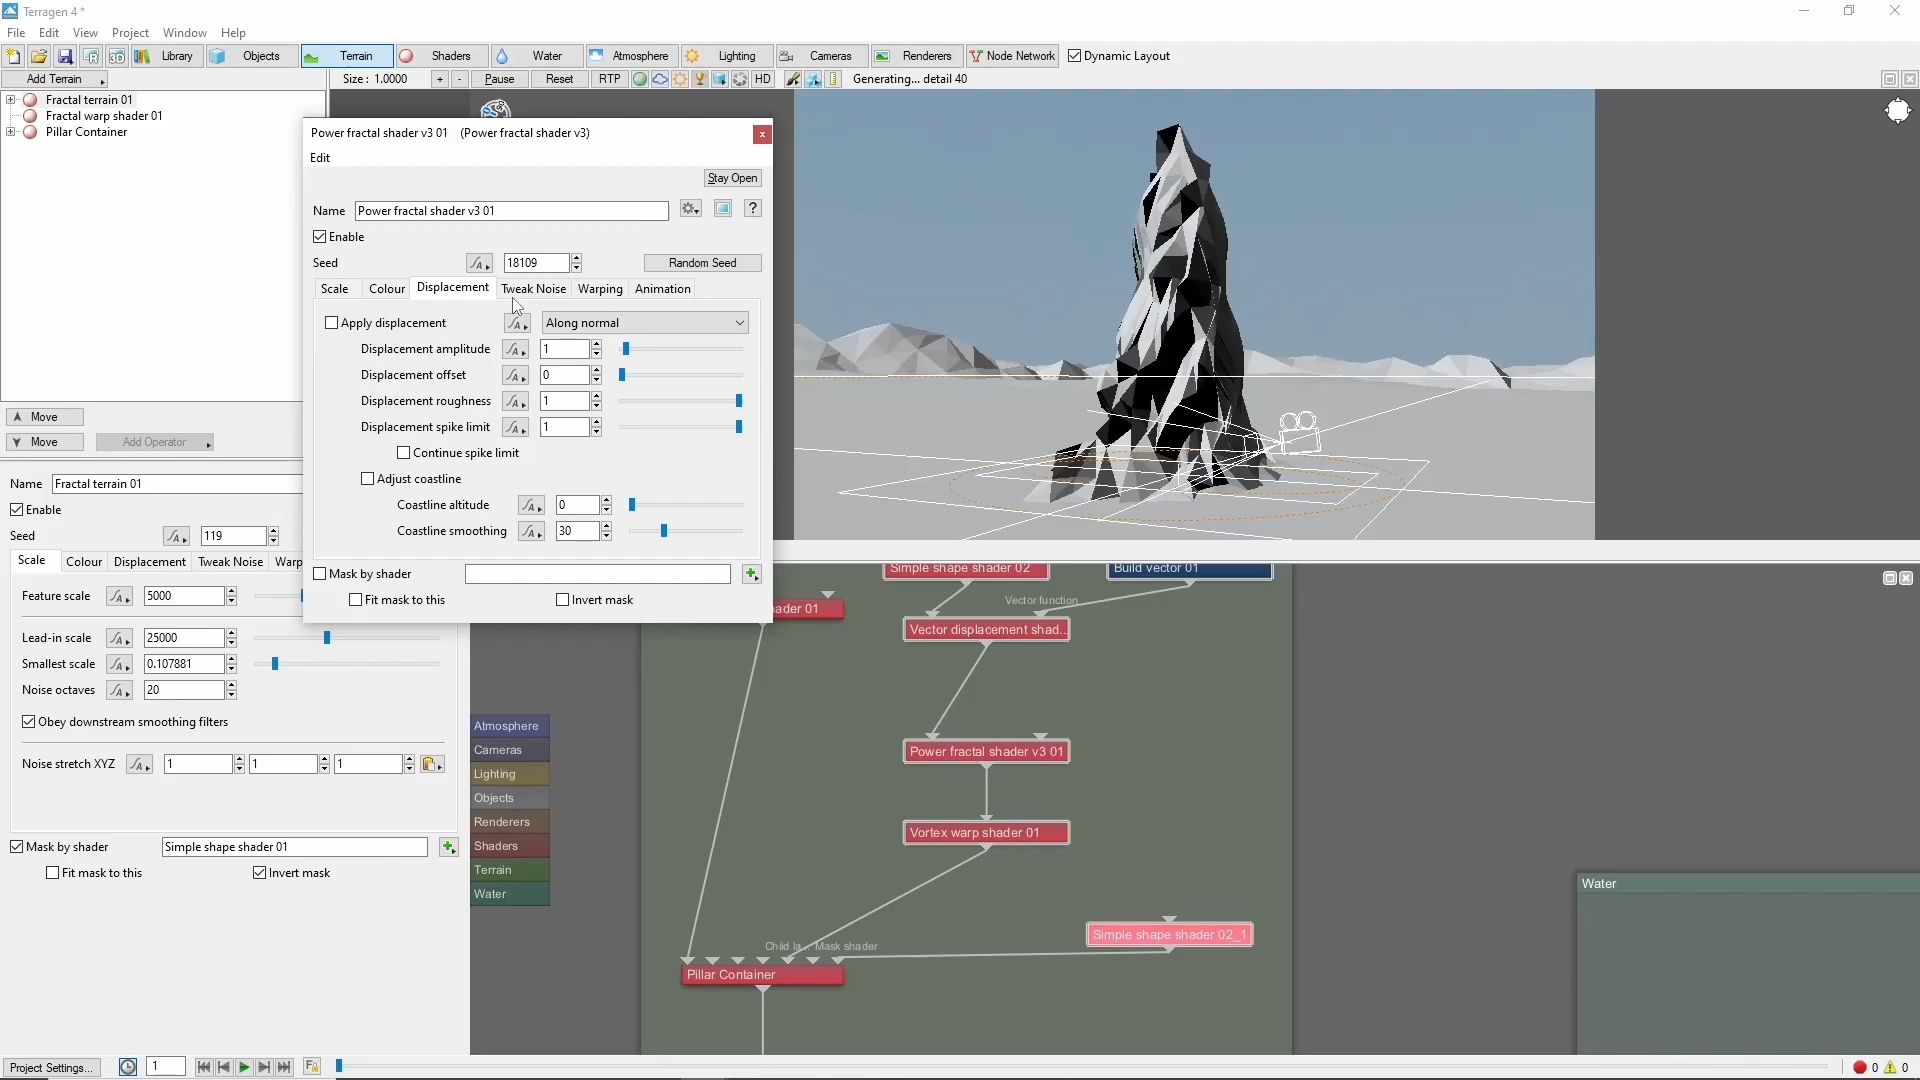 Terragen 4 *
File Edit View Project Window Help
Library Objects Terrain Shaders Water Atmosphere Lighting Cameras Renderers Node Network Dynamic Layout
Add Terrain Size : 1.0000 + - Pause Reset RTP HD Generating... detail 40
Fractal terrain 01
Fractal warp shader 01
Pillar Container
Move
Move Add Operator
Name Fractal terrain 01
Enable
Seed 119
Scale Colour Displacement Tweak Noise Warp
Feature scale 5000
Lead-in scale 25000
Smallest scale 0.107881
Noise octaves 20
Obey downstream smoothing filters
Noise stretch XYZ 1 1 1
Mask by shader Simple shape shader 01
Fit mask to this Invert mask
Power fractal shader v3 01 (Power fractal shader v3)
Edit
Stay Open
Name Power fractal shader v3 01 ?
Enable
Seed 18109 Random Seed
Scale Colour Displacement Tweak Noise Warping Animation
Apply displacement Along normal
Displacement amplitude 1
Displacement offset 0
Displacement roughness 1
Displacement spike limit 1
Continue spike limit
Adjust coastline
Coastline altitude 0
Coastline smoothing 30
Mask by shader
Fit mask to this Invert mask
Atmosphere
Cameras
Lighting
Objects
Renderers
Shaders
Terrain
Water
Simple shape shader 02 Build vector 01
Vector function
ader 01
Vector displacement shad..
Power fractal shader v3 01
Vortex warp shader 01
Simple shape shader 02_1
Child la... Mask shader
Pillar Container
Water
Project Settings... 1 0 0